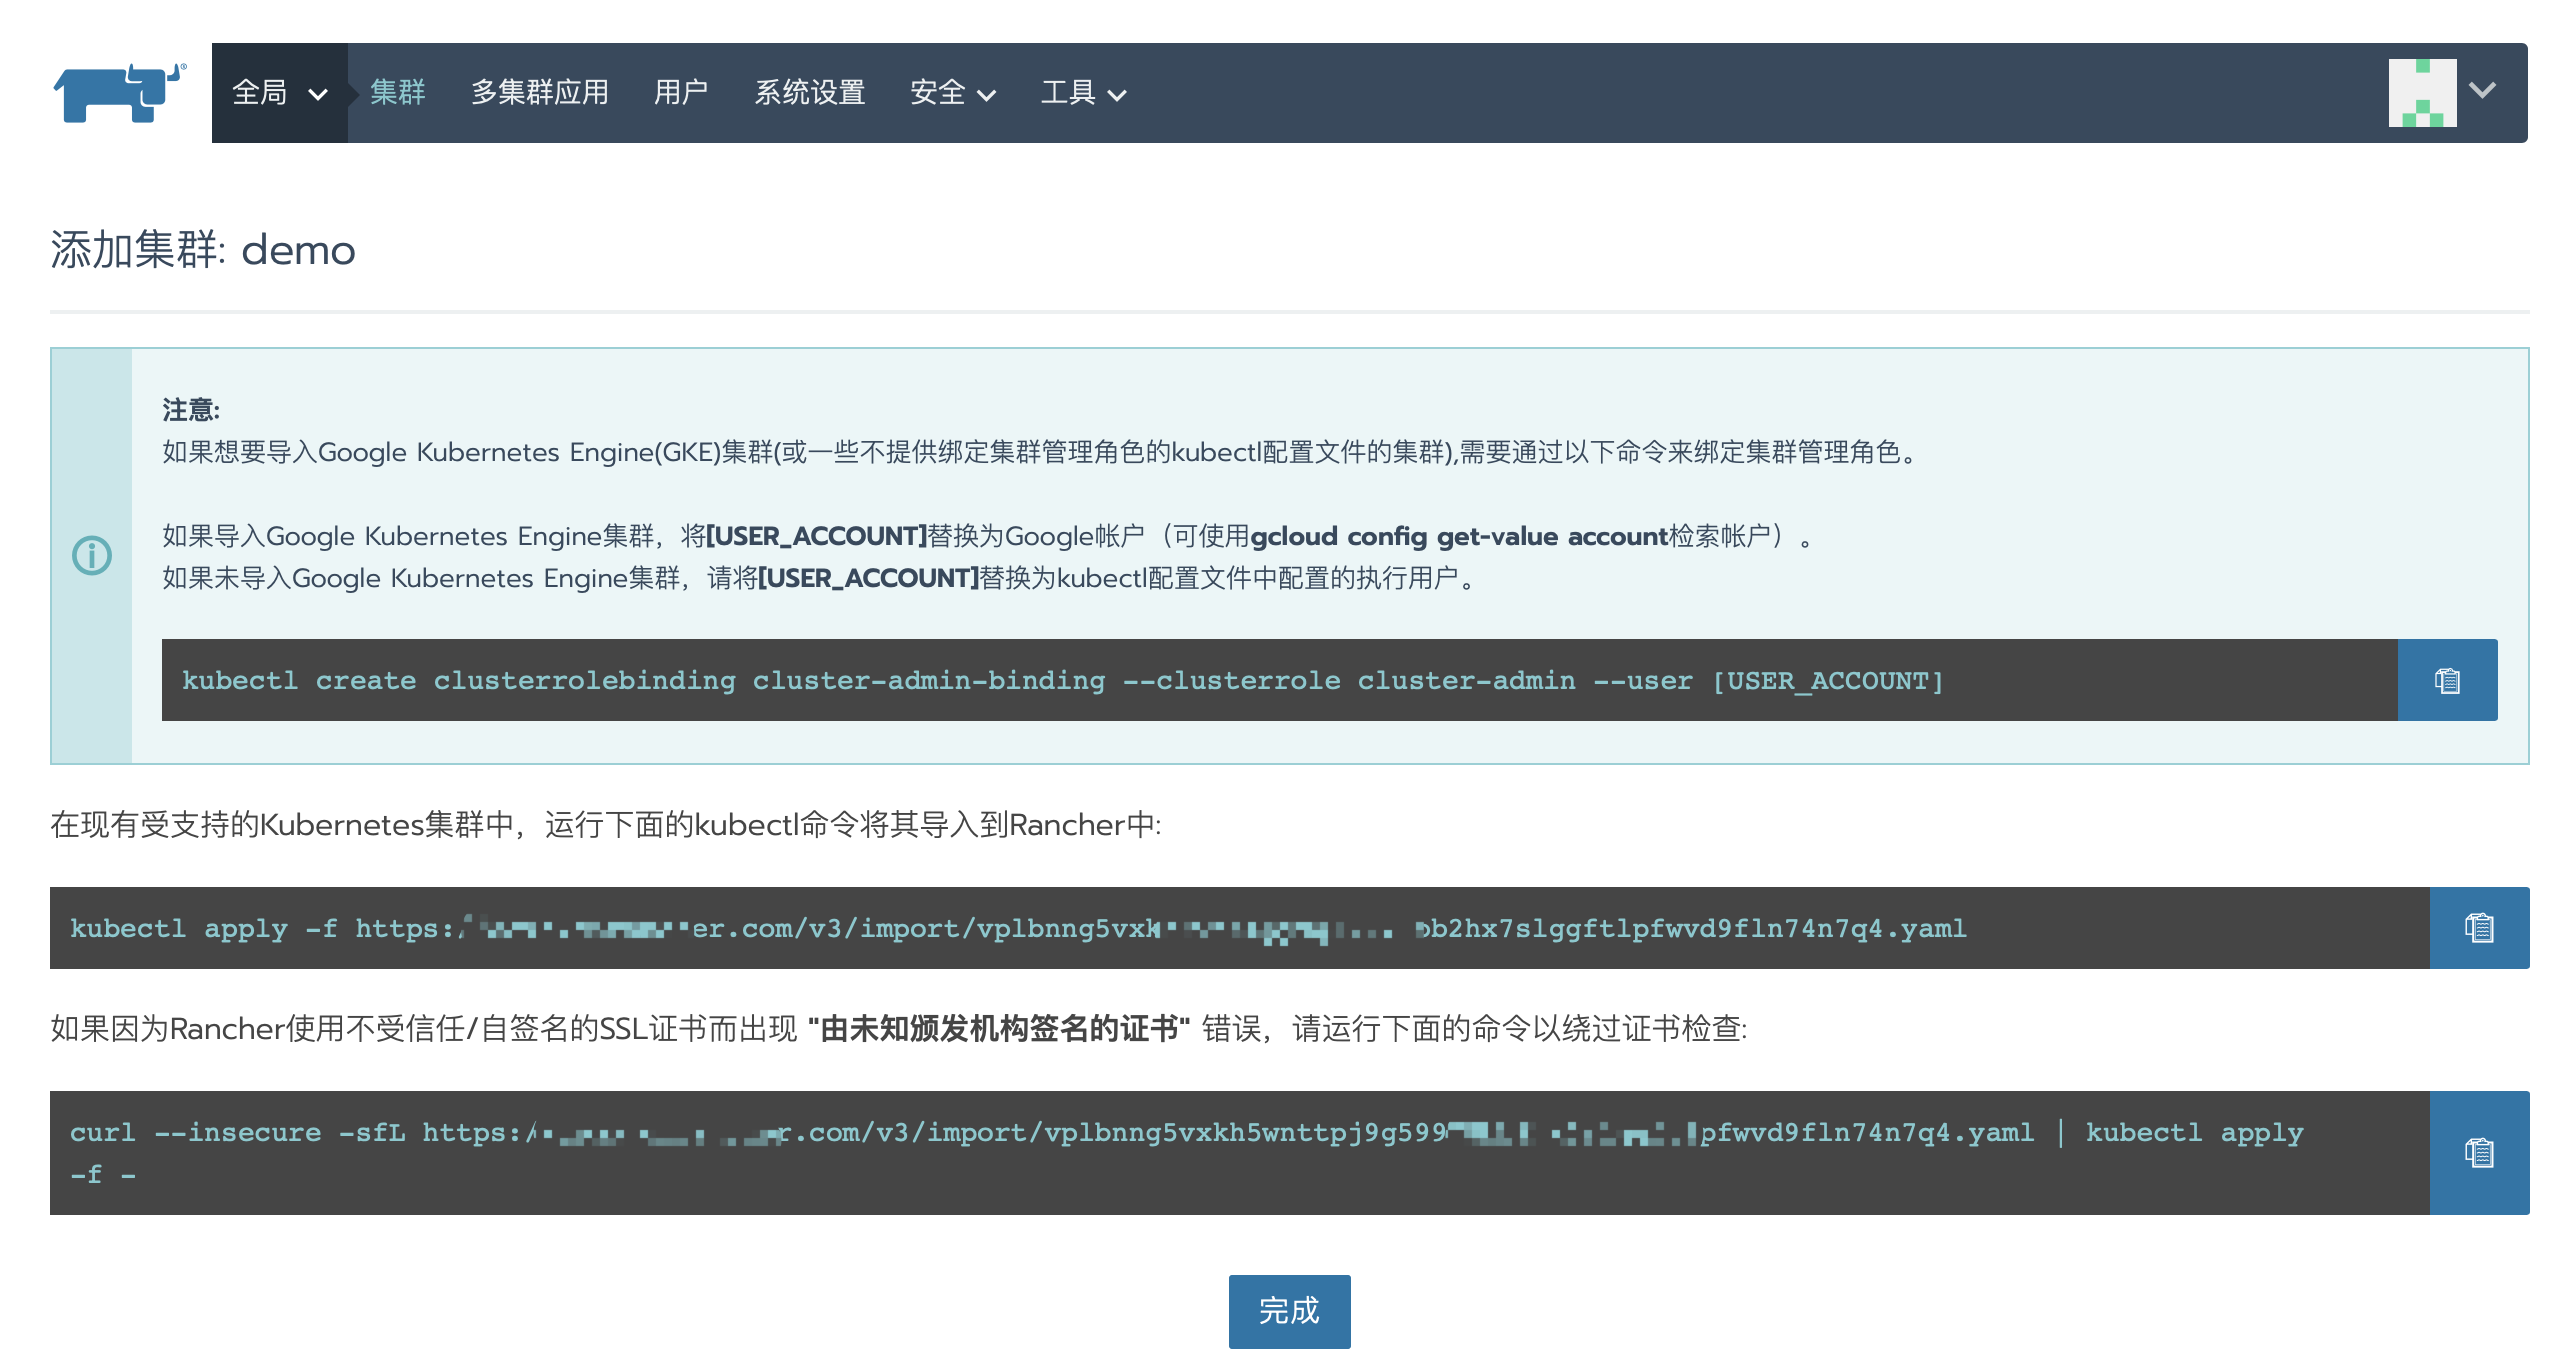 全局 集群 多集群应用 用户 系统设置 安全 工具
添加集群: demo
注意:
如果想要导入Google Kubernetes Engine(GKE)集群(或一些不提供绑定集群管理角色的kubectl配置文件的集群),需要通过以下命令来绑定集群管理角色。
如果导入Google Kubernetes Engine集群，将[USER_ACCOUNT]替换为Google帐户（可使用gcloud config get-value account检索帐户）。
如果未导入Google Kubernetes Engine集群，请将[USER_ACCOUNT]替换为kubectl配置文件中配置的执行用户。
kubectl create clusterrolebinding cluster-admin-binding --clusterrole cluster-admin --user [USER_ACCOUNT]
在现有受支持的Kubernetes集群中，运行下面的kubectl命令将其导入到Rancher中:
kubectl apply -f https:/ er.com/v3/import/vplbnng5vxk b2hx7slggftlpfwvd9fln74n7q4.yaml
如果因为Rancher使用不受信任/自签名的SSL证书而出现 "由未知颁发机构签名的证书" 错误，请运行下面的命令以绕过证书检查:
curl --insecure -sfL https:/ r.com/v3/import/vplbnng5vxkh5wnttpj9g599 pfwvd9fln74n7q4.yaml | kubectl apply
-f -
完成